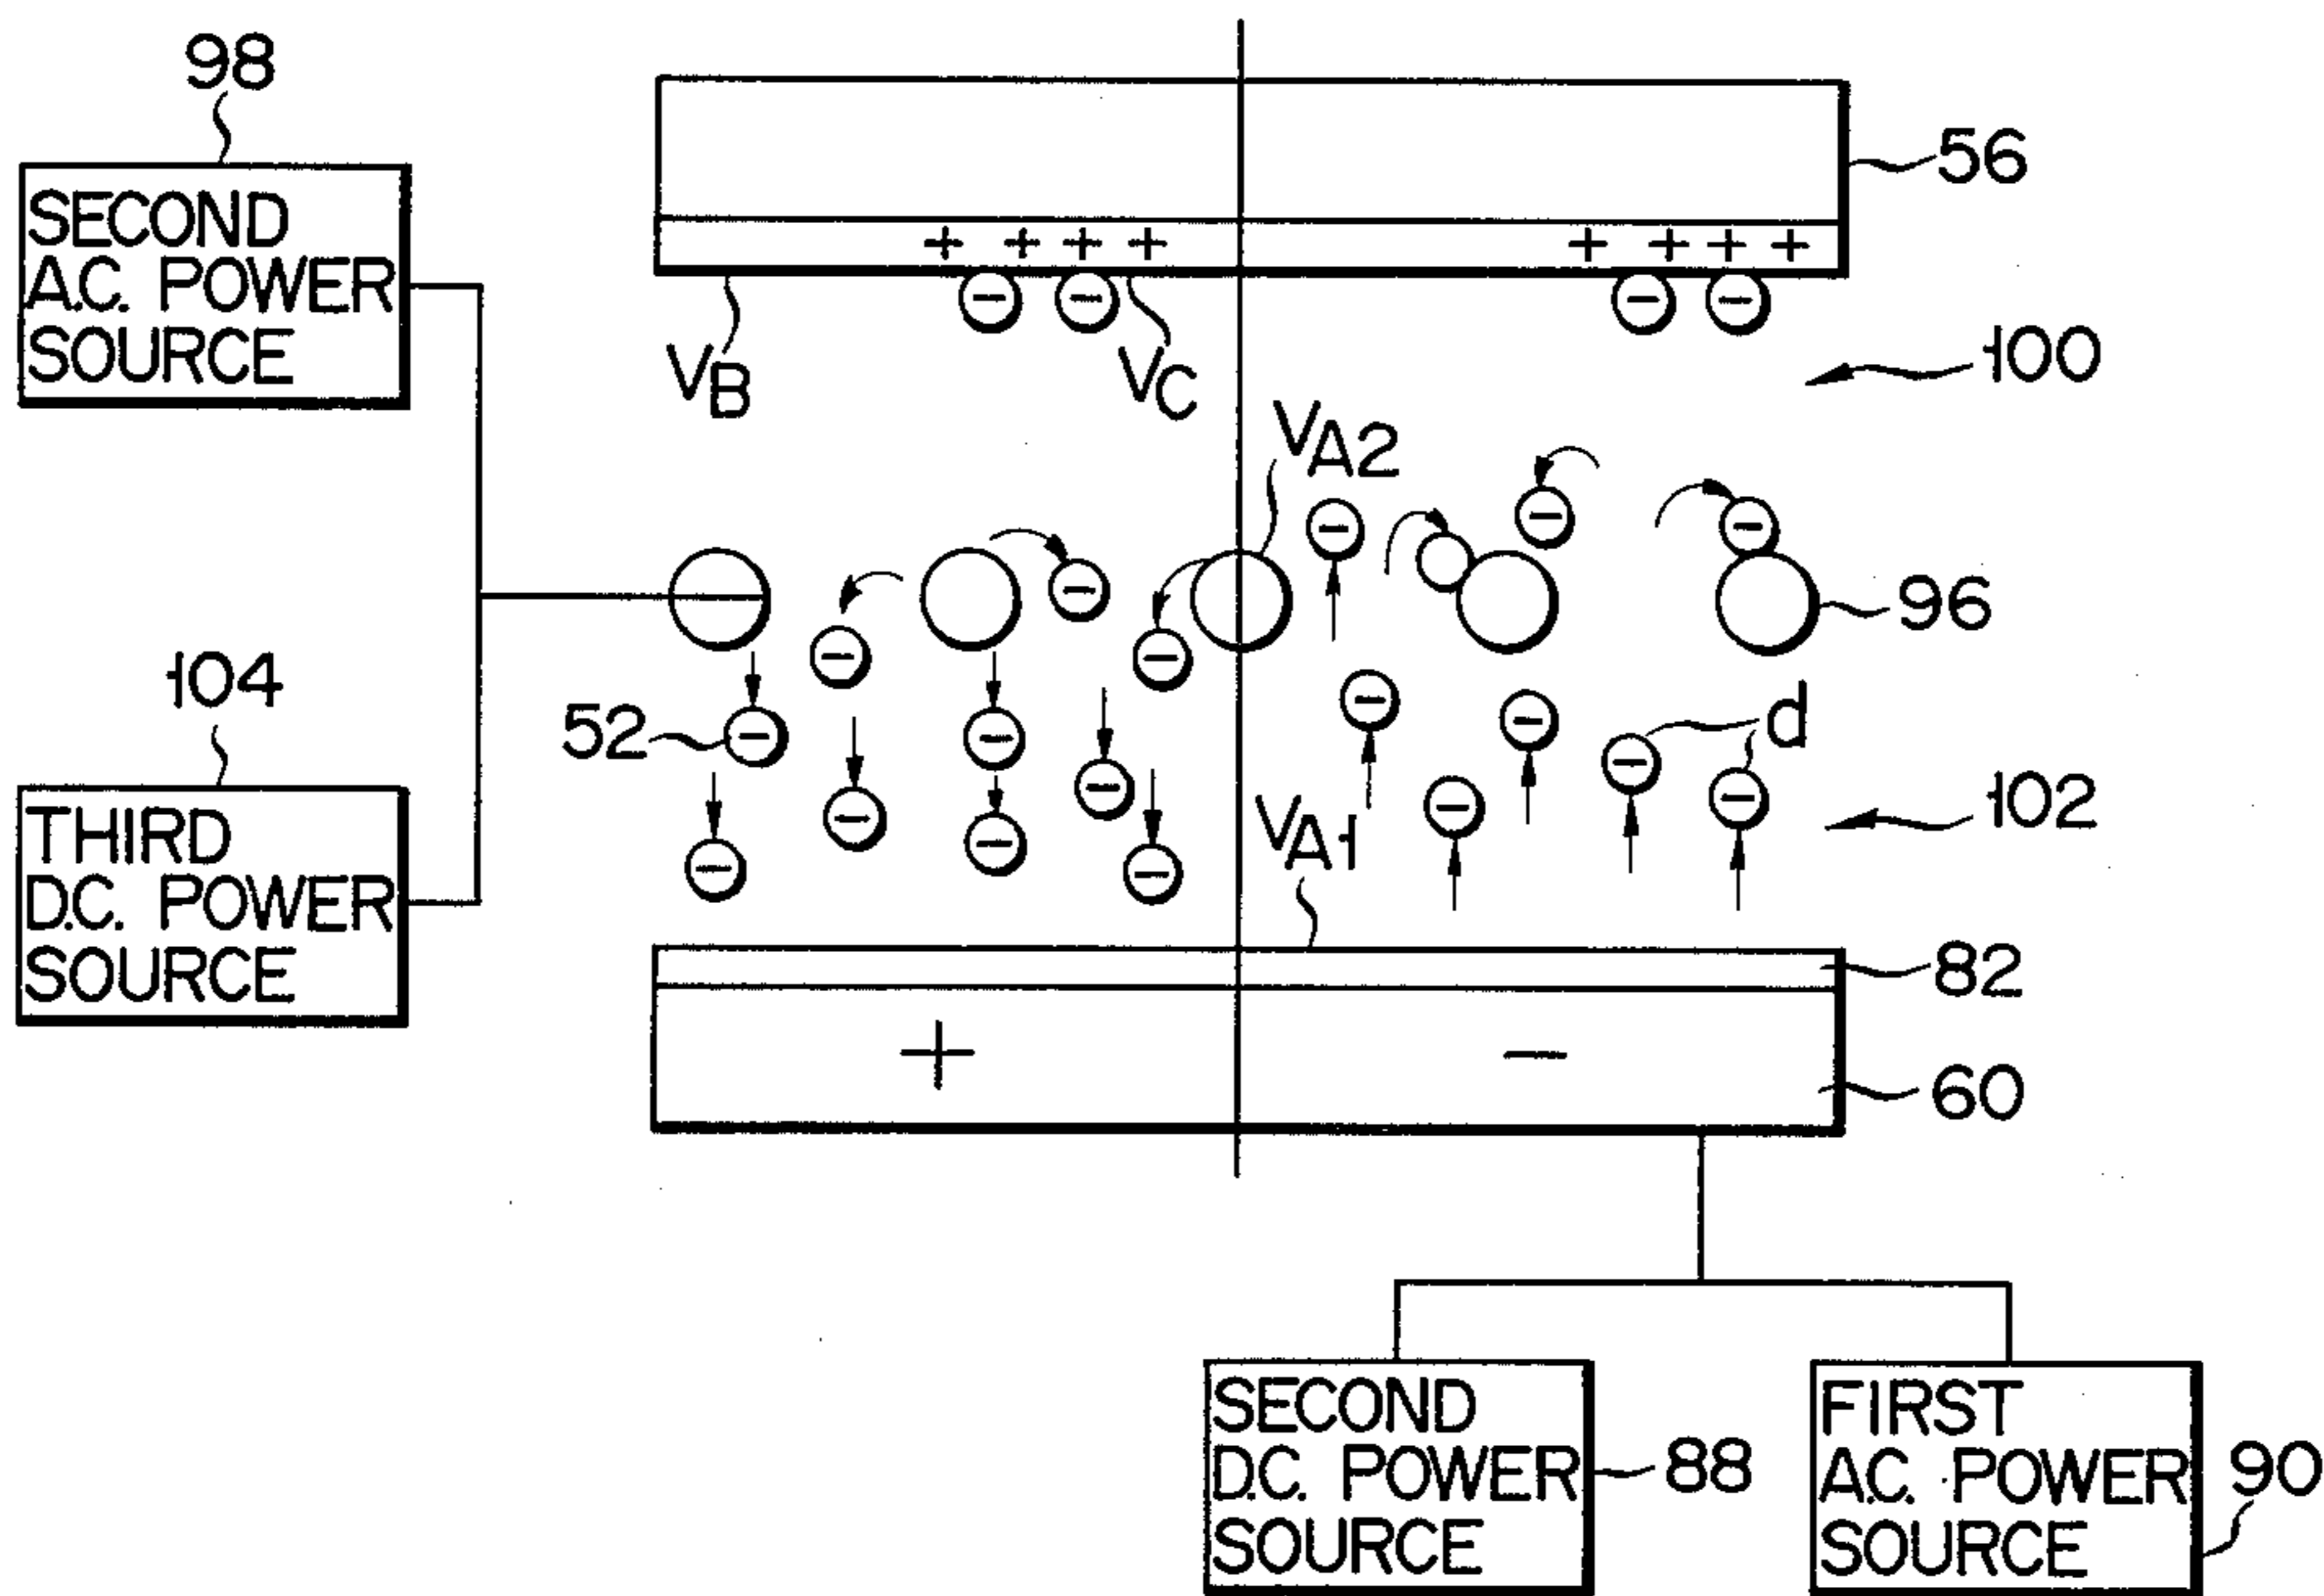 98
SECOND
A.C. POWER
SOURCE
56
+ + + + + + + +
- - - -
VB
VC
100
VA2
- - -
96
- - -
104
52
d
- - - - - - - - - - - -
THIRD
D.C. POWER
SOURCE
VA1
102
82
+ -
60
SECOND
D.C. POWER
SOURCE
88
FIRST
A.C. POWER
SOURCE
90